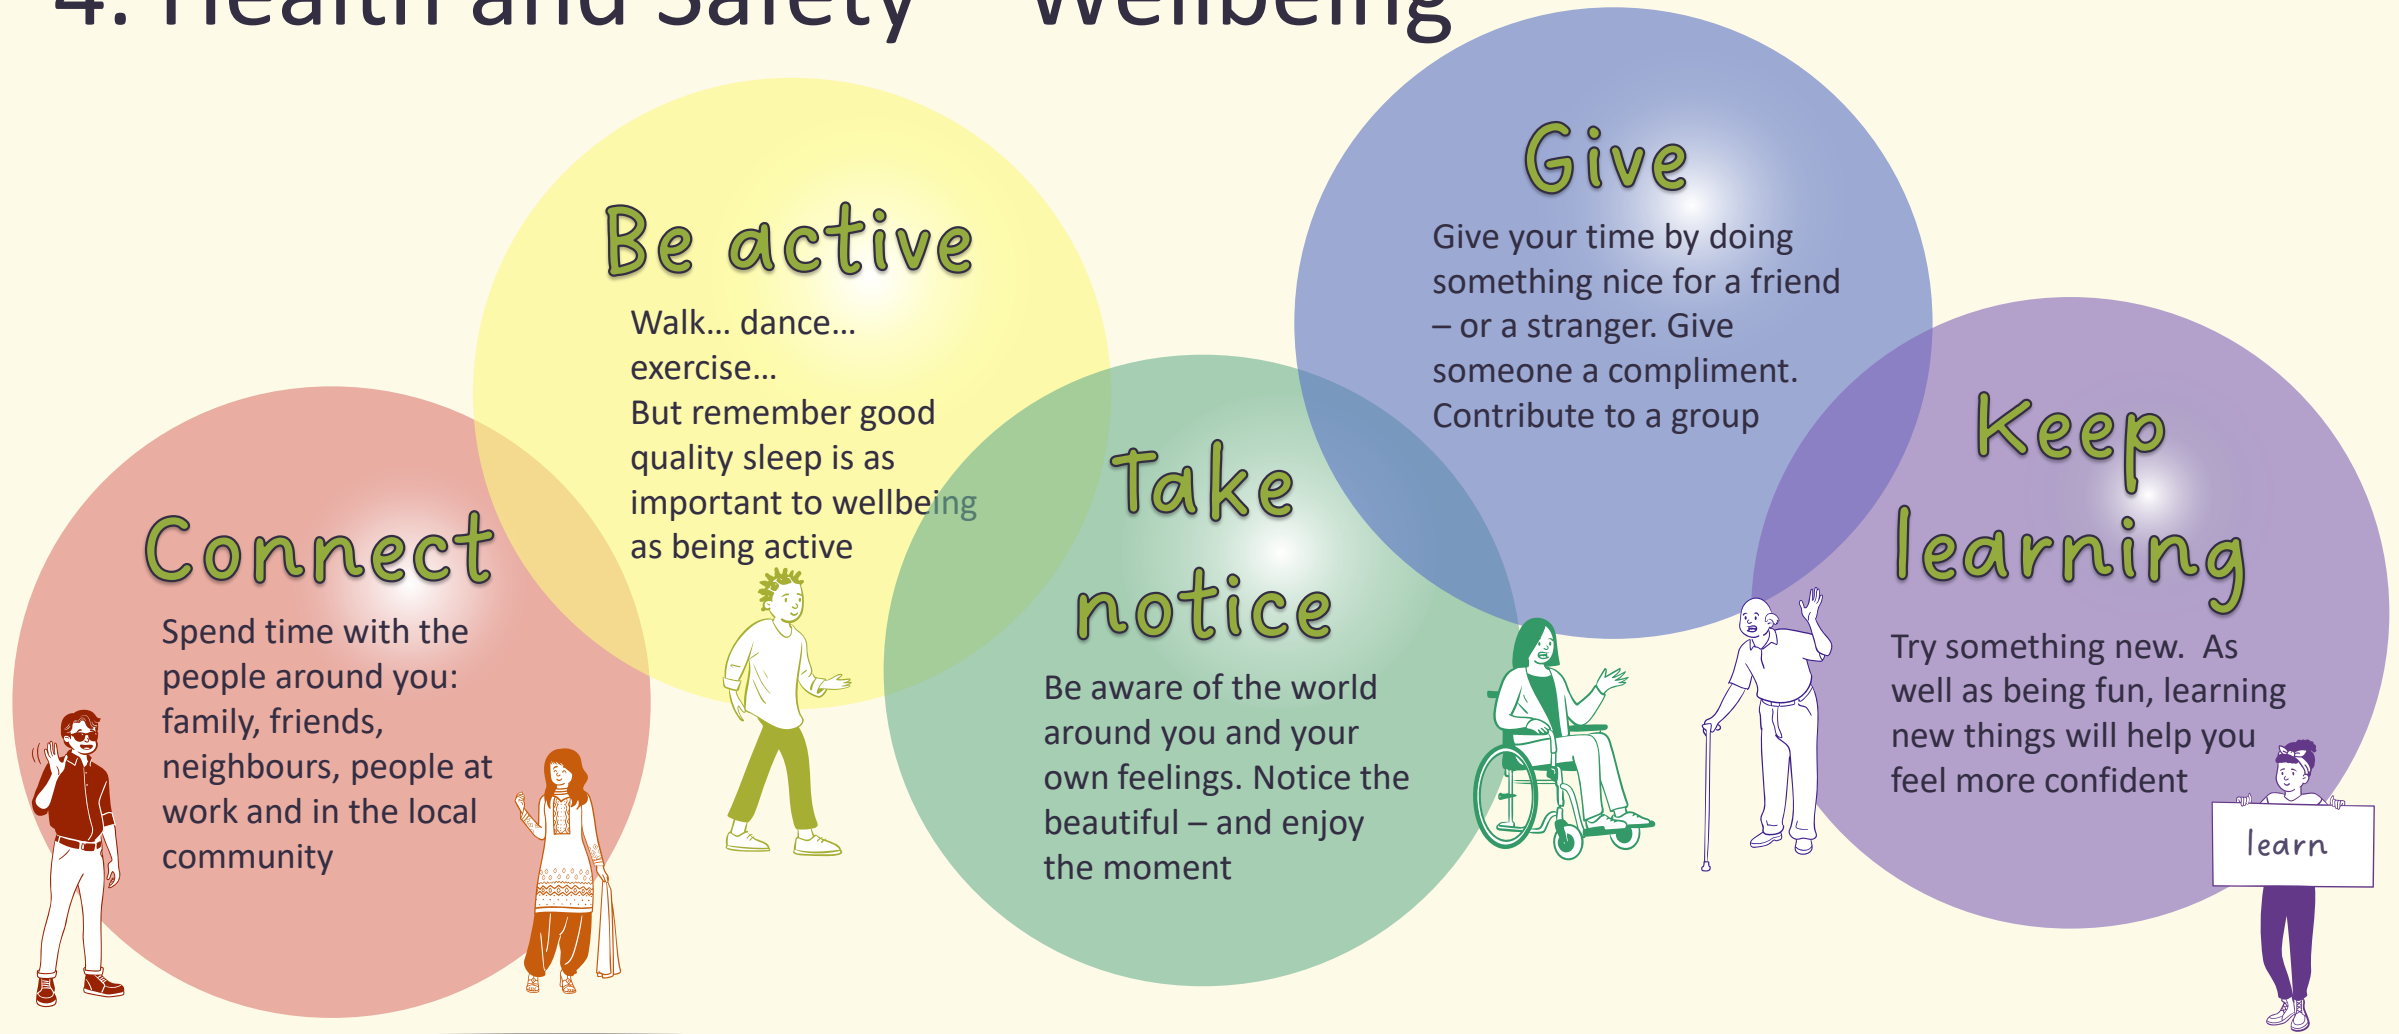 4. Health and Safety – Wellbeing
Connect
Spend time with the
people around you:
family, friends,
neighbours, people at
work and in the local
community
Be active
Walk... dance...
exercise...
But remember good
quality sleep is as
important to wellbeing
as being active
Take
notice
Be aware of the world
around you and your
own feelings. Notice the
beautiful – and enjoy
the moment
Give
Give your time by doing
something nice for a friend
– or a stranger. Give
someone a compliment.
Contribute to a group
Keep
learning
Try something new.  As
well as being fun, learning
new things will help you
feel more confident
learn